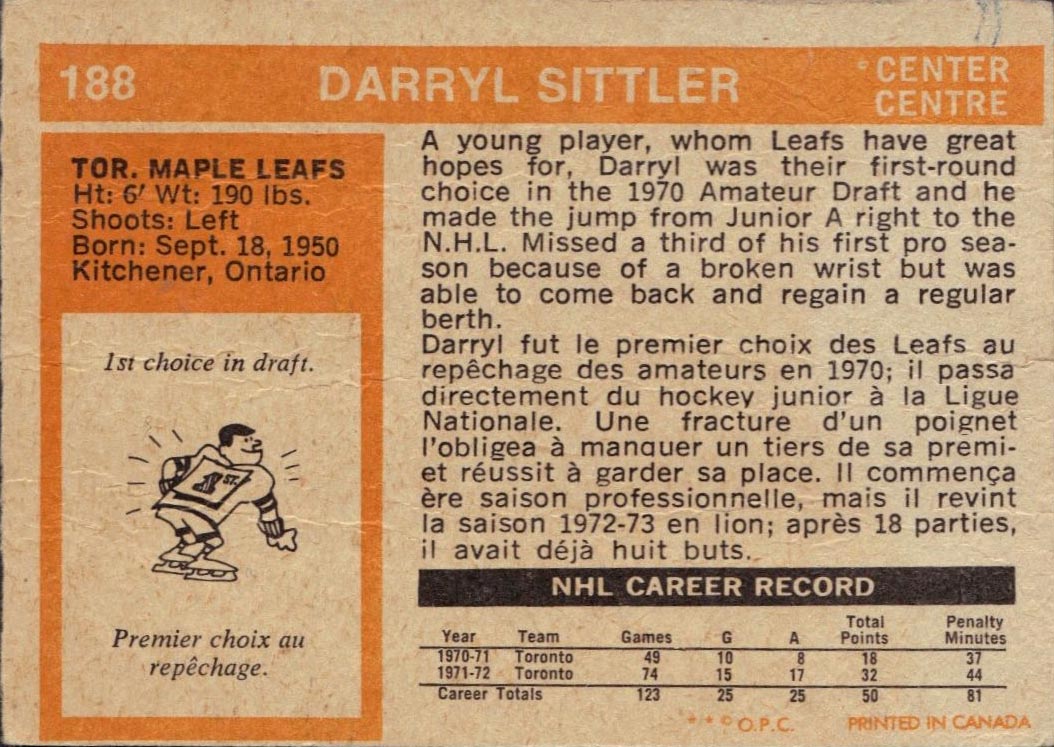 188 DARRYL SITTLER © CENTER
CENTRE
TOR. MAPLE LEAFS
Ht: 6' Wt: 190 lbs.
Shoots: Left
Born: Sept. 18, 1950
Kitchener, Ontario
1st choice in draft.
1ST.
Premier choix au
repêchage.
A young player, whom Leafs have great
hopes for, Darryl was their first-round
choice in the 1970 Amateur Draft and he
made the jump from Junior A right to the
N.H.L. Missed a third of his first pro sea-
son because of a broken wrist but was
able to come back and regain a regular
berth.
Darryl fut le premier choix des Leafs au
repêchage des amateurs en 1970; il passa
directement du hockey junior à la Ligue
Nationale. Une fracture d'un poignet
l'obligea à manquer un tiers de sa premi-
et réussit à garder sa place. Il commença
ère saison professionnelle, mais il revint
la saison 1972-73 en lion; après 18 parties,
il avait déjà huit buts.
NHL CAREER RECORD
Year Team Games G A Total Points Penalty Minutes
1970-71 Toronto 49 10 8 18 37
1971-72 Toronto 74 15 17 32 44
Career Totals 123 25 25 50 81
* * © O.P.C. PRINTED IN CANADA